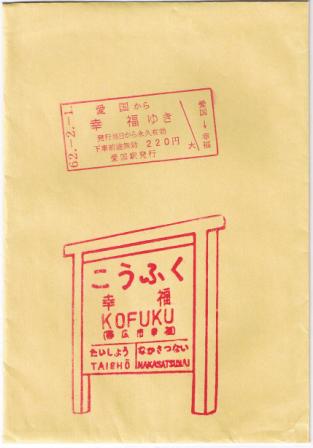 62.-2.-1.
愛国から
幸福ゆき
発行当日から永久有効
下車前途無効 220円
愛国駅発行
大
愛国→幸福
こうふく
幸福
KOFUKU
(帯広市幸福)
たいしょう
なかさつない
TAISHŌ
NAKASATSUNAI